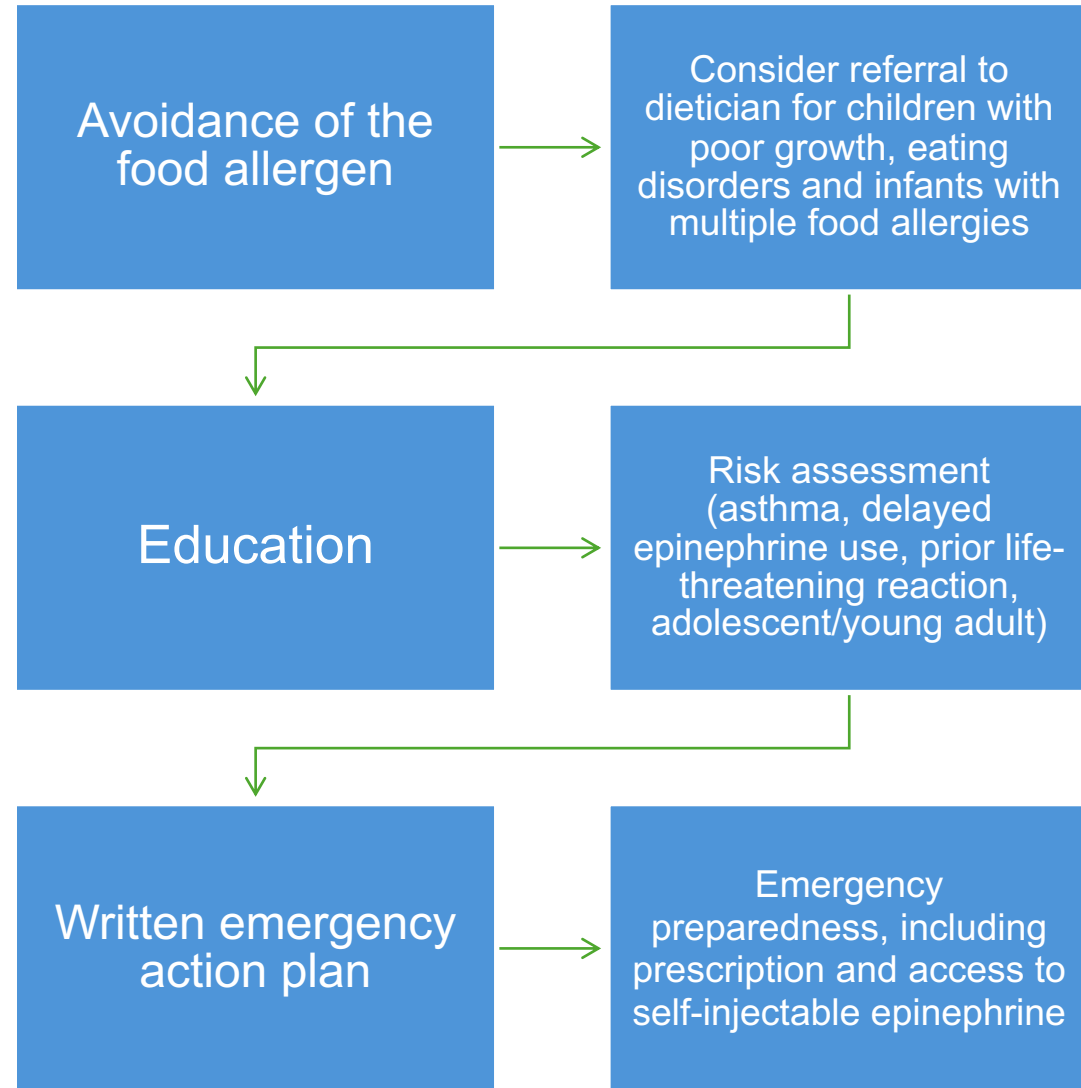 Avoidance of the
food allergen
Consider referral to
dietician for children with
poor growth, eating
disorders and infants with
multiple food allergies
Education
Risk assessment
(asthma, delayed
epinephrine use, prior life-
threatening reaction,
adolescent/young adult)
Written emergency
action plan
Emergency
preparedness, including
prescription and access to
self-injectable epinephrine